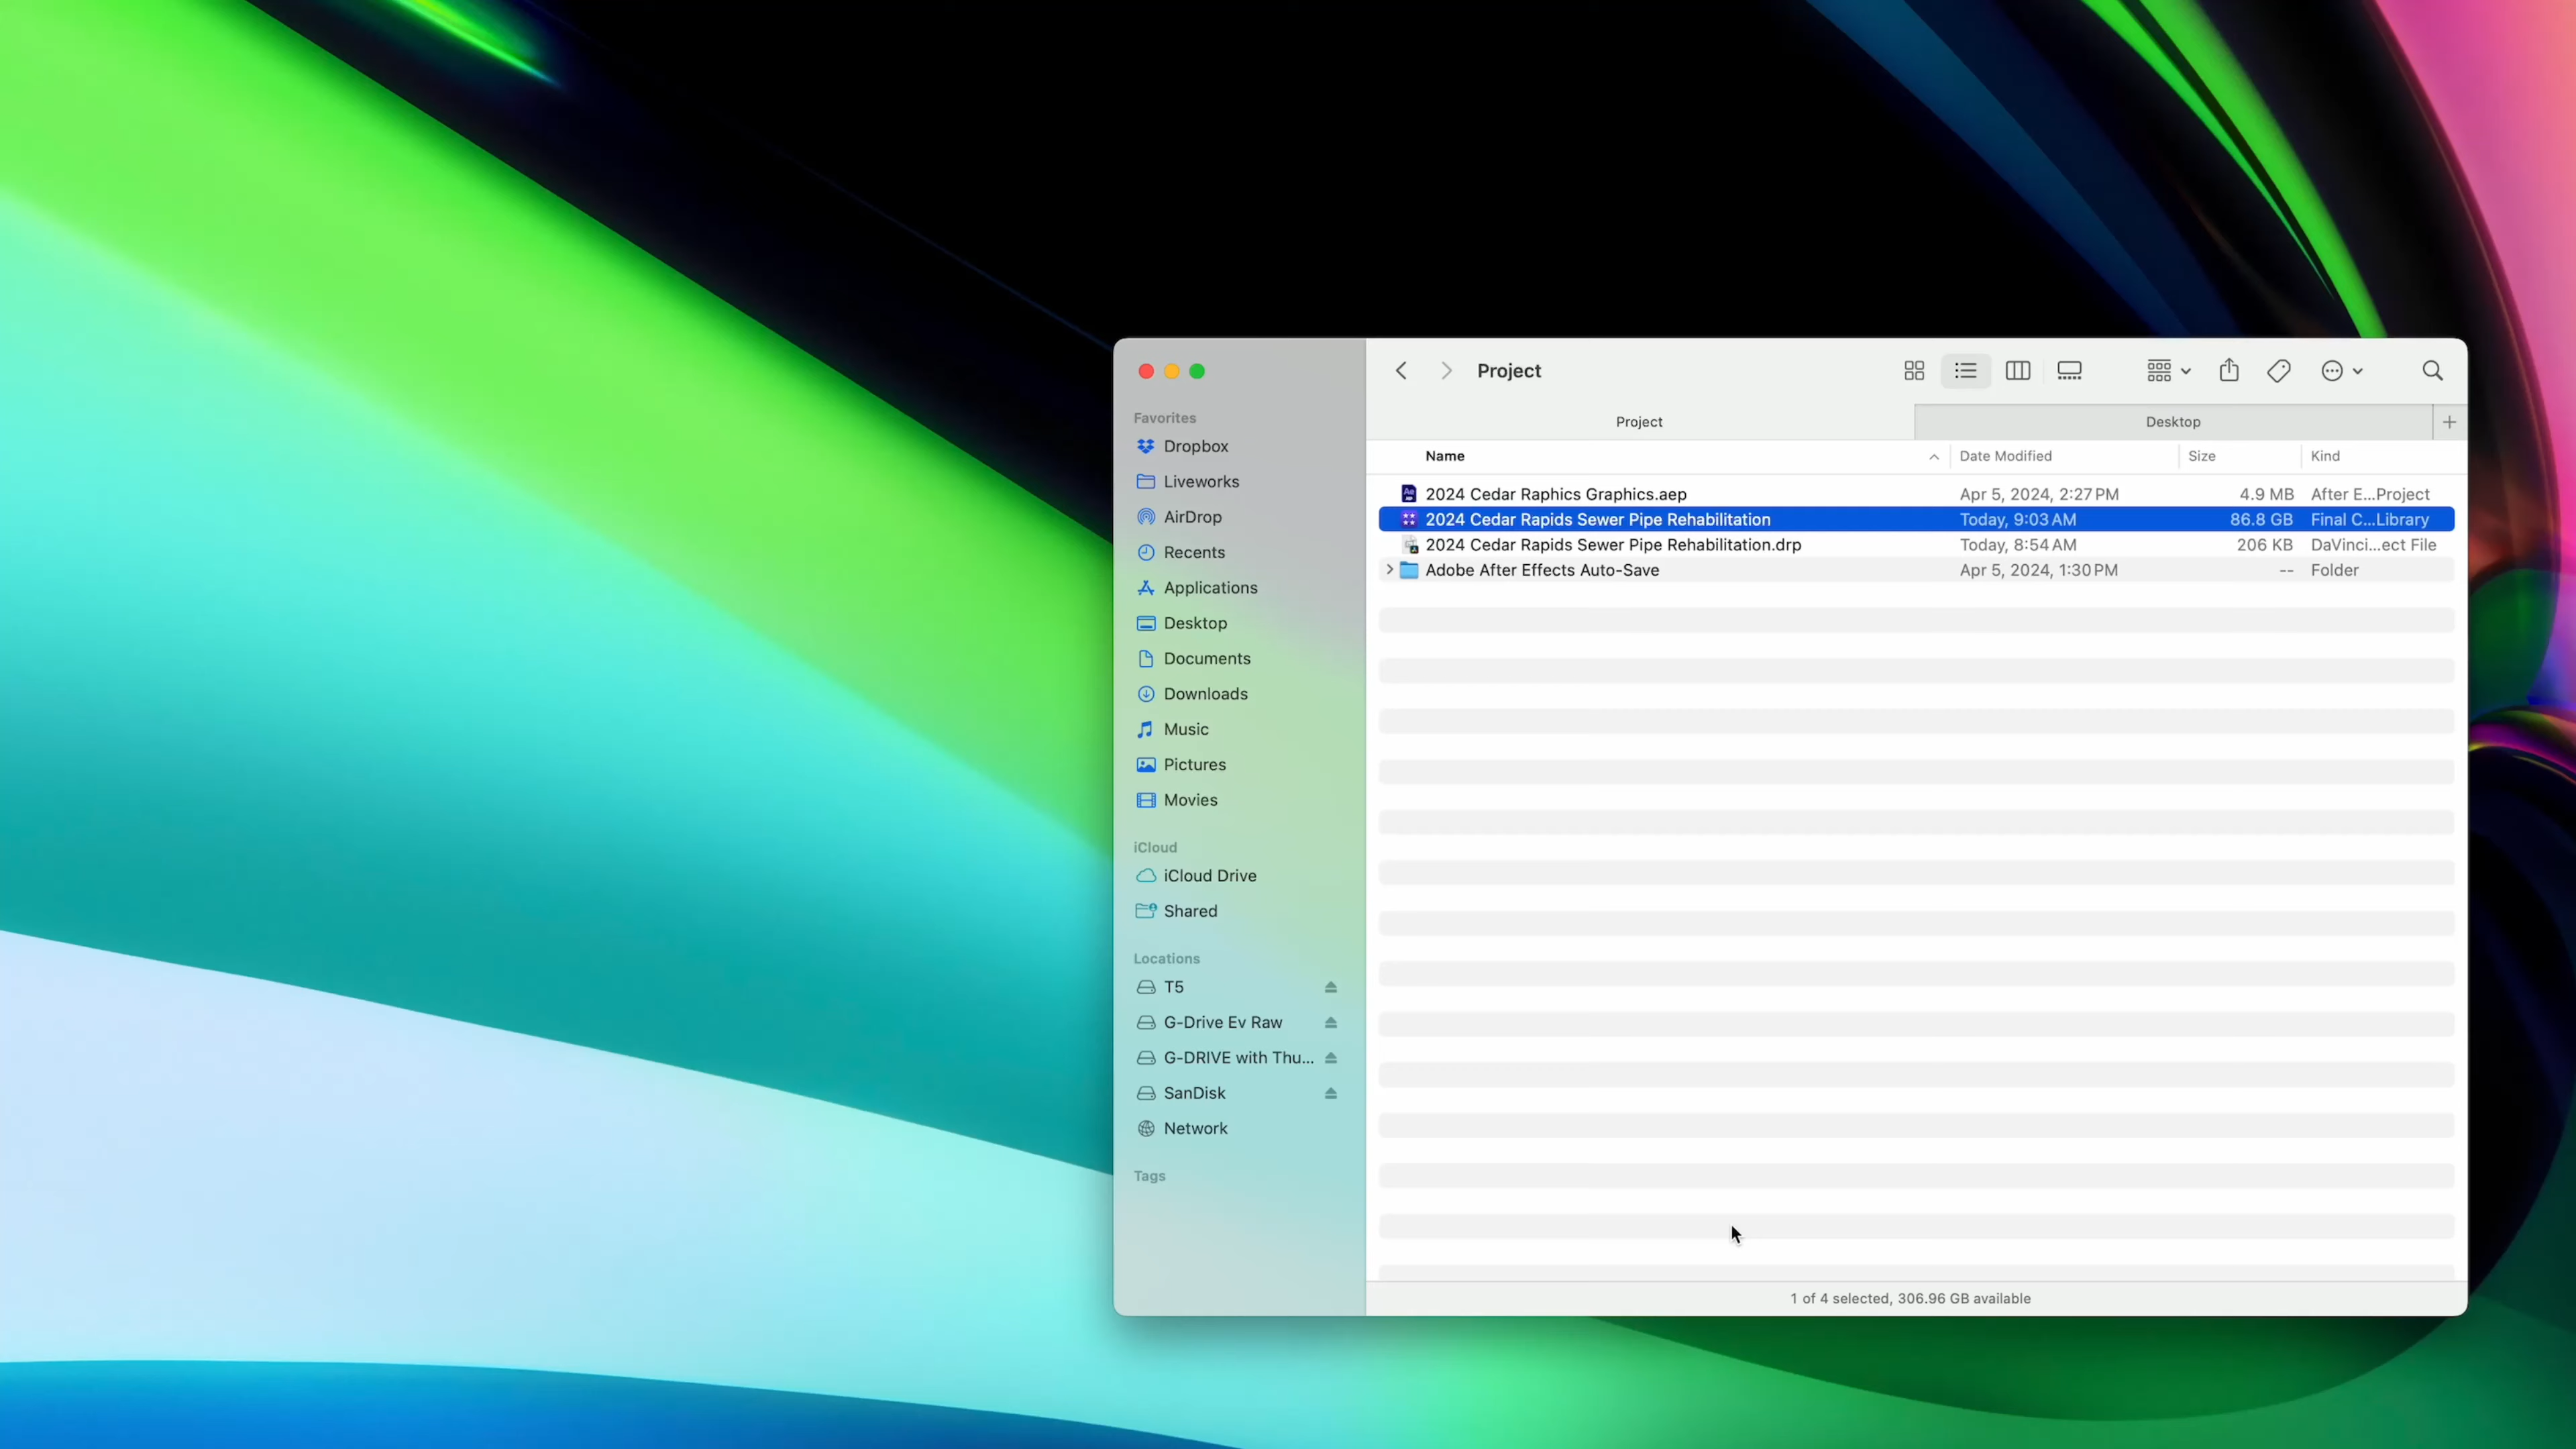 Project
Project
Desktop
Name
Date Modified
Size
Kind
2024 Cedar Raphics Graphics.aep
Apr 5, 2024, 2:27 PM
4.9 MB
After E...Project
2024 Cedar Rapids Sewer Pipe Rehabilitation
Today, 9:03 AM
86.8 GB
Final C...Library
2024 Cedar Rapids Sewer Pipe Rehabilitation.drp
Today, 8:54 AM
206 KB
DaVinci...ect File
Adobe After Effects Auto-Save
Apr 5, 2024, 1:30 PM
--
Folder
Favorites
Dropbox
Liveworks
AirDrop
Recents
Applications
Desktop
Documents
Downloads
Music
Pictures
Movies
iCloud
iCloud Drive
Shared
Locations
T5
G-Drive Ev Raw
G-DRIVE with Thu...
SanDisk
Network
Tags
1 of 4 selected, 306.96 GB available